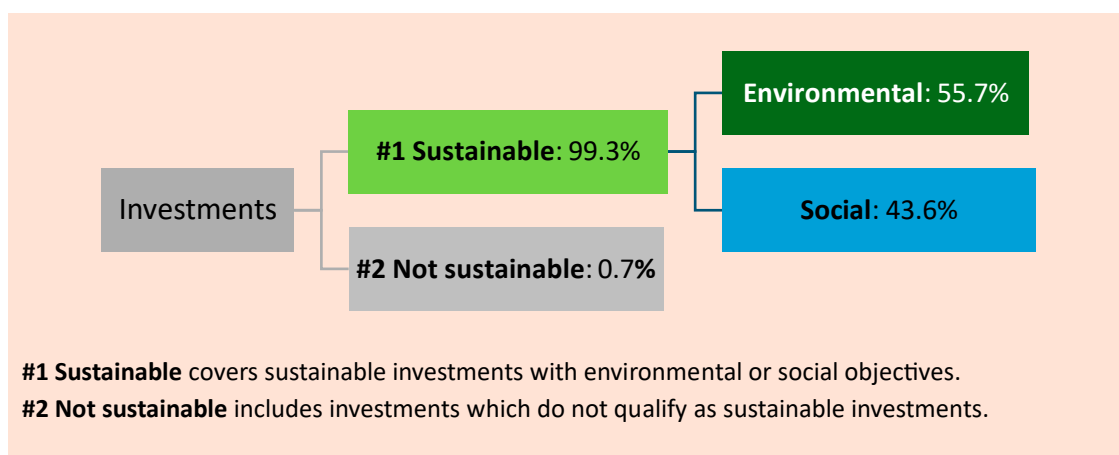 Environmental: 55.7%
#1 Sustainable: 99.3%
Investments
Social: 43.6%
#2 Not sustainable: 0.7%
#1 Sustainable covers sustainable investments with environmental or social objectives.
#2 Not sustainable includes investments which do not qualify as sustainable investments.